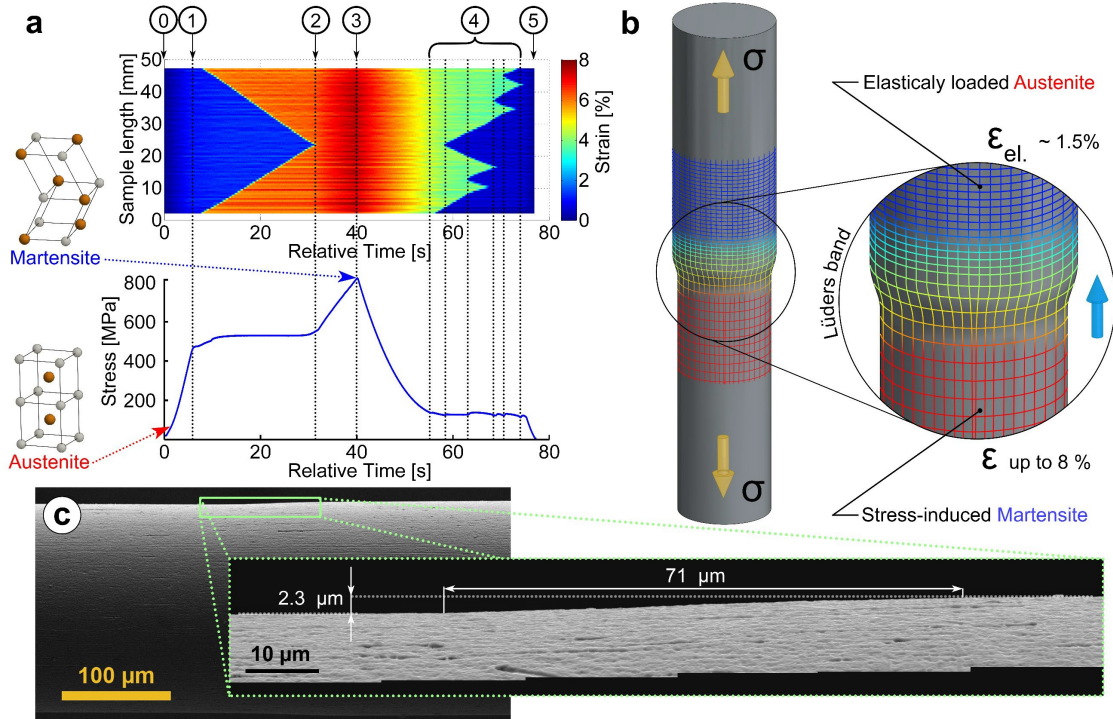 a
0
1
2
3
4
5
50
40
30
20
10
0
Sample length [mm]
0
20
40
60
80
Relative Time [s]
8
6
4
2
0
Strain [%]
Martensite
Austenite
800
600
400
200
Stress [MPa]
0
20
40
60
80
Relative Time [s]
b
σ
σ
Elasticaly loaded Austenite
εel. ~ 1.5%
Lüders band
ε up to 8 %
Stress-induced Martensite
c
2.3 µm
71 µm
10 µm
100 µm